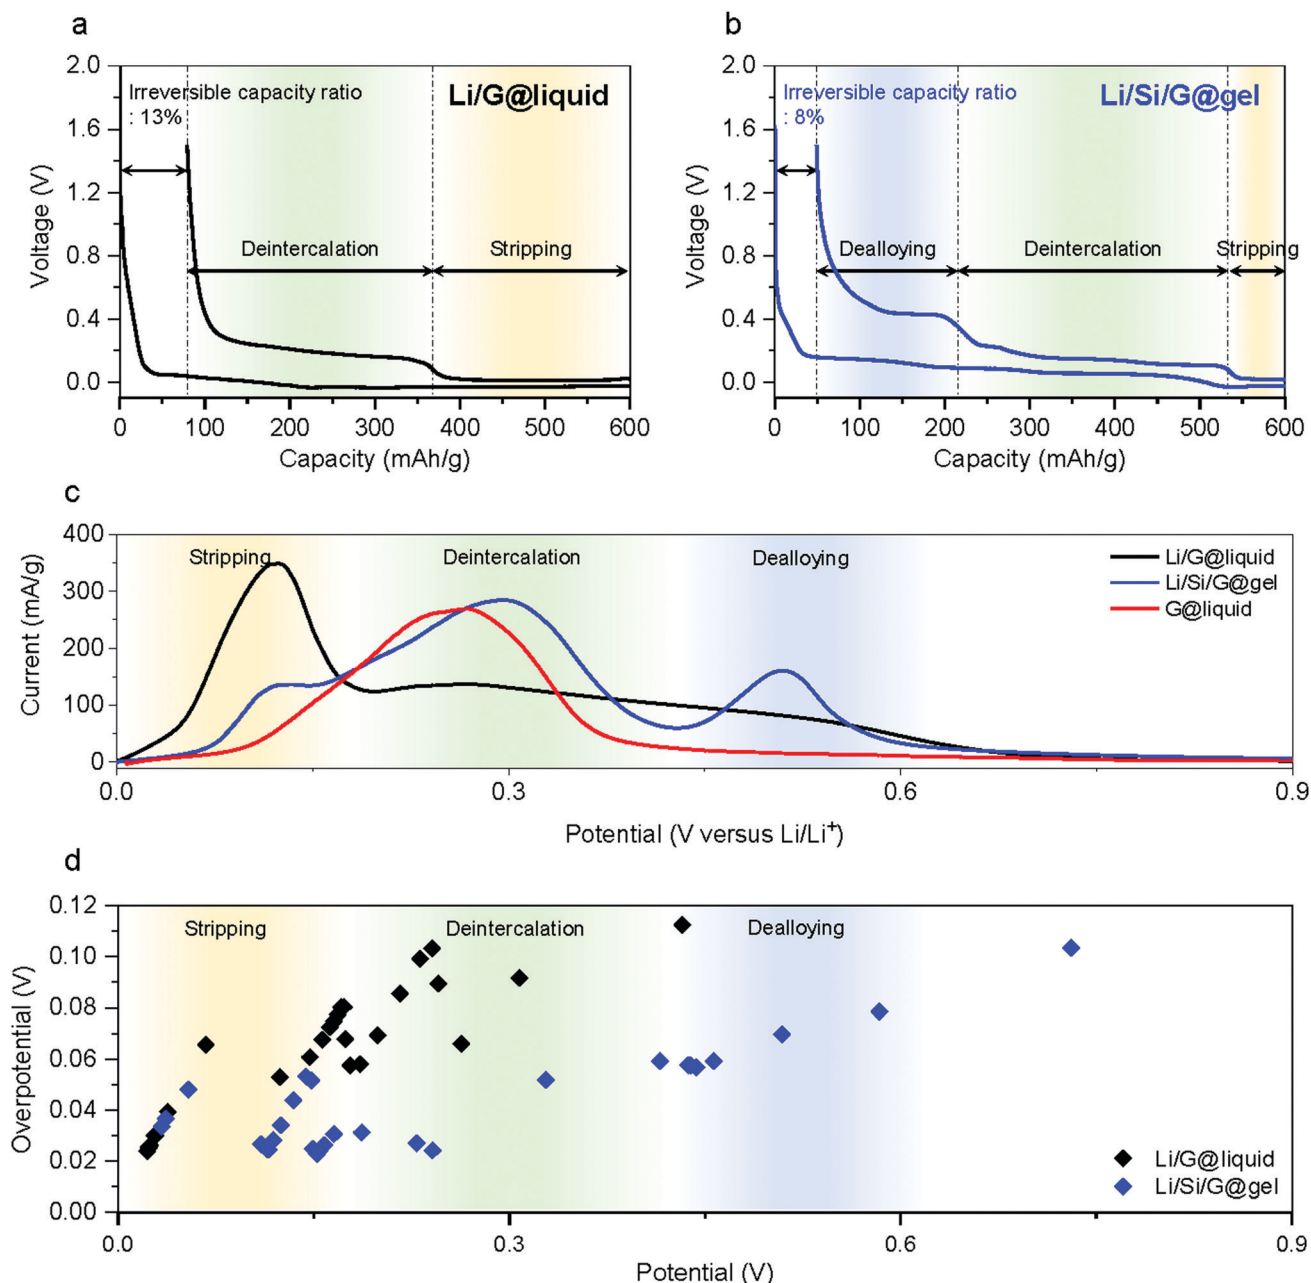 a
2.0
1.6
1.2
0.8
0.4
0.0
Voltage (V)
Irreversible capacity ratio
: 13%
Li/G@liquid
Deintercalation
Stripping
0
100
200
300
400
500
600
Capacity (mAh/g)
b
2.0
1.6
1.2
0.8
0.4
0.0
Voltage (V)
Irreversible capacity ratio
: 8%
Li/Si/G@gel
Dealloying
Deintercalation
Stripping
0
100
200
300
400
500
600
Capacity (mAh/g)
c
400
300
200
100
0
Current (mA/g)
Stripping
Deintercalation
Dealloying
Li/G@liquid
Li/Si/G@gel
G@liquid
0.0
0.3
0.6
0.9
Potential (V versus Li/Li⁺)
d
0.12
0.10
0.08
0.06
0.04
0.02
0.00
Overpotential (V)
Stripping
Deintercalation
Dealloying
Li/G@liquid
Li/Si/G@gel
0.0
0.3
0.6
0.9
Potential (V)